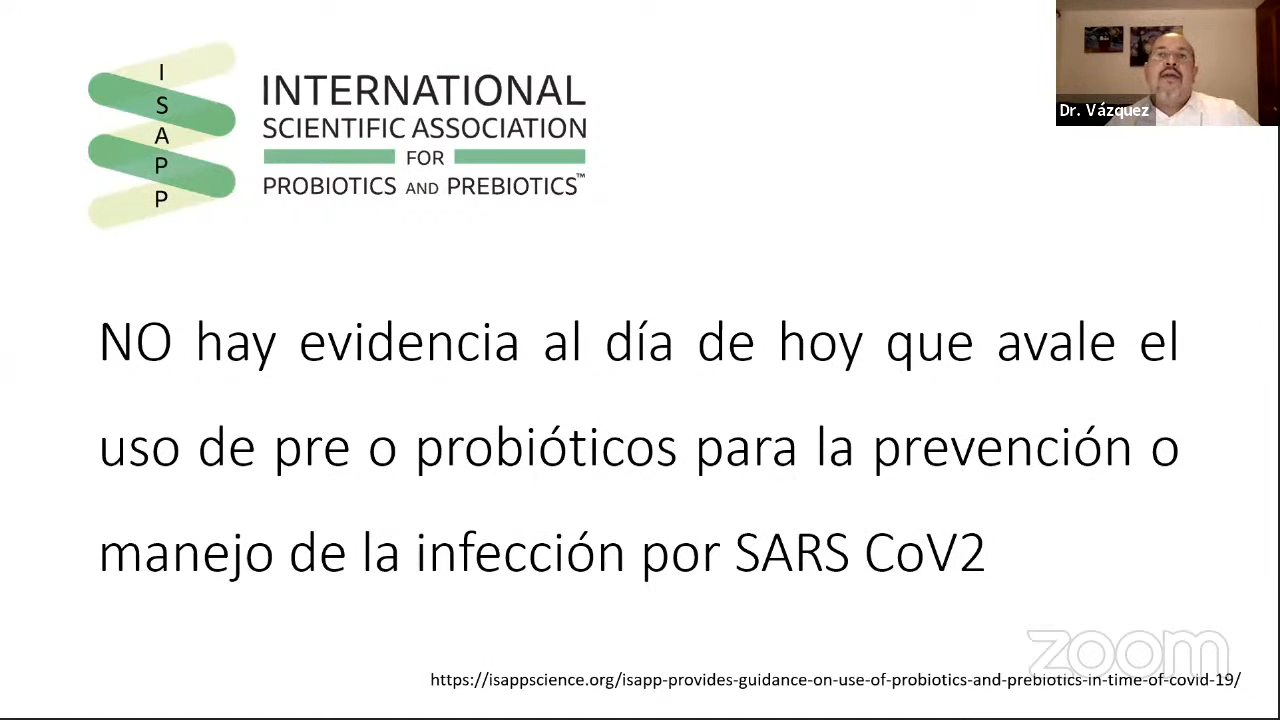 I
S
A
P
P
INTERNATIONAL
SCIENTIFIC ASSOCIATION
FOR
PROBIOTICS AND PREBIOTICS™
Dr. Vázquez
NO hay evidencia al día de hoy que avale el
uso de pre o probióticos para la prevención o
manejo de la infección por SARS CoV2
zoom
https://isappscience.org/isapp-provides-guidance-on-use-of-probiotics-and-prebiotics-in-time-of-covid-19/